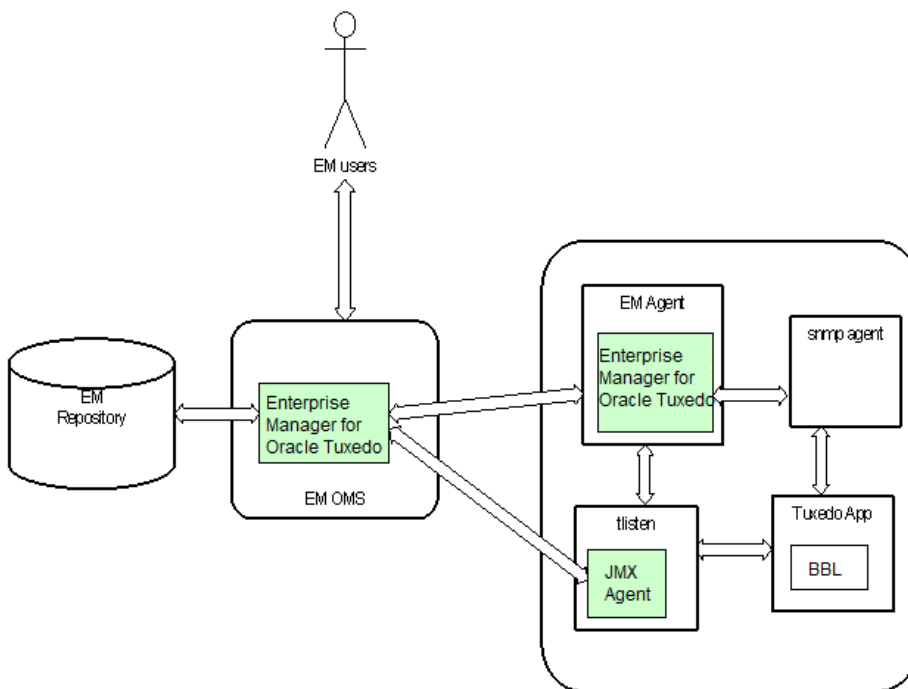 EM users
EM Agent
Enterprise
Manager for
Oracle Tuxedo
snmp agent
EM
Repository
Enterprise
Manager for
Oracle Tuxedo
EM OMS
tlisten
JMX
Agent
Tuxedo App
BBL